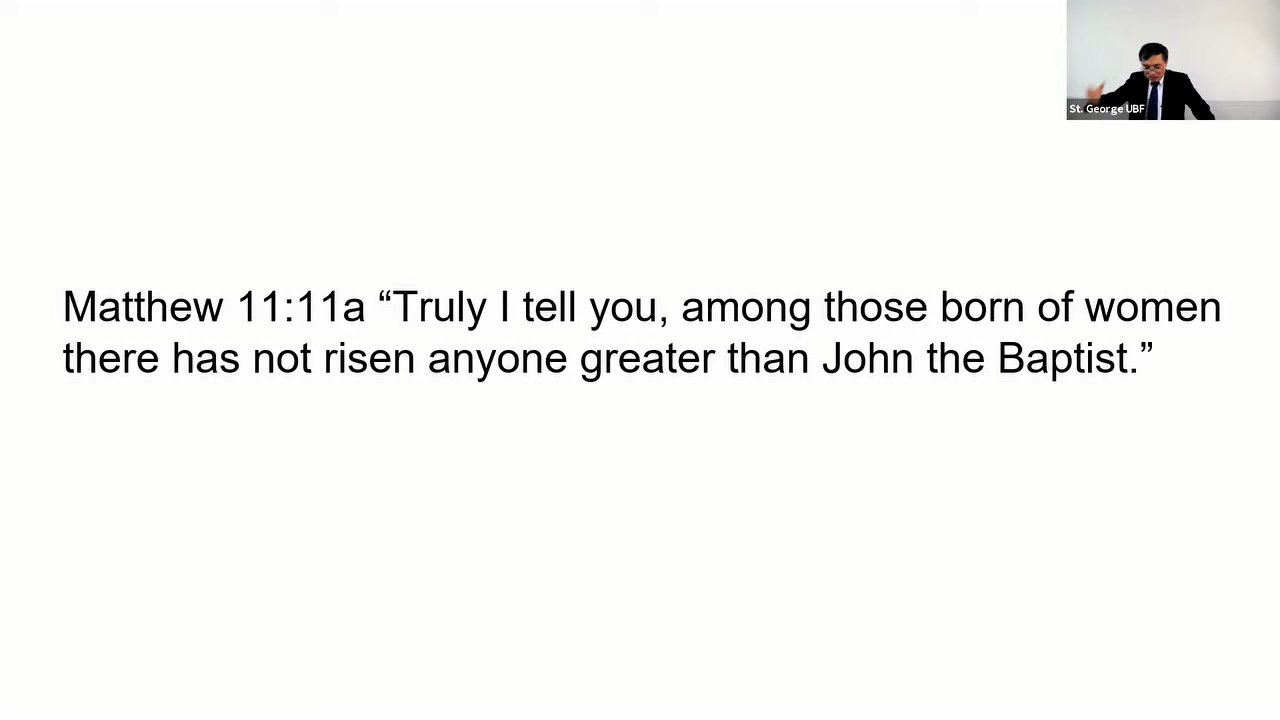 St. George UBF
Matthew 11:11a “Truly I tell you, among those born of women
there has not risen anyone greater than John the Baptist.”